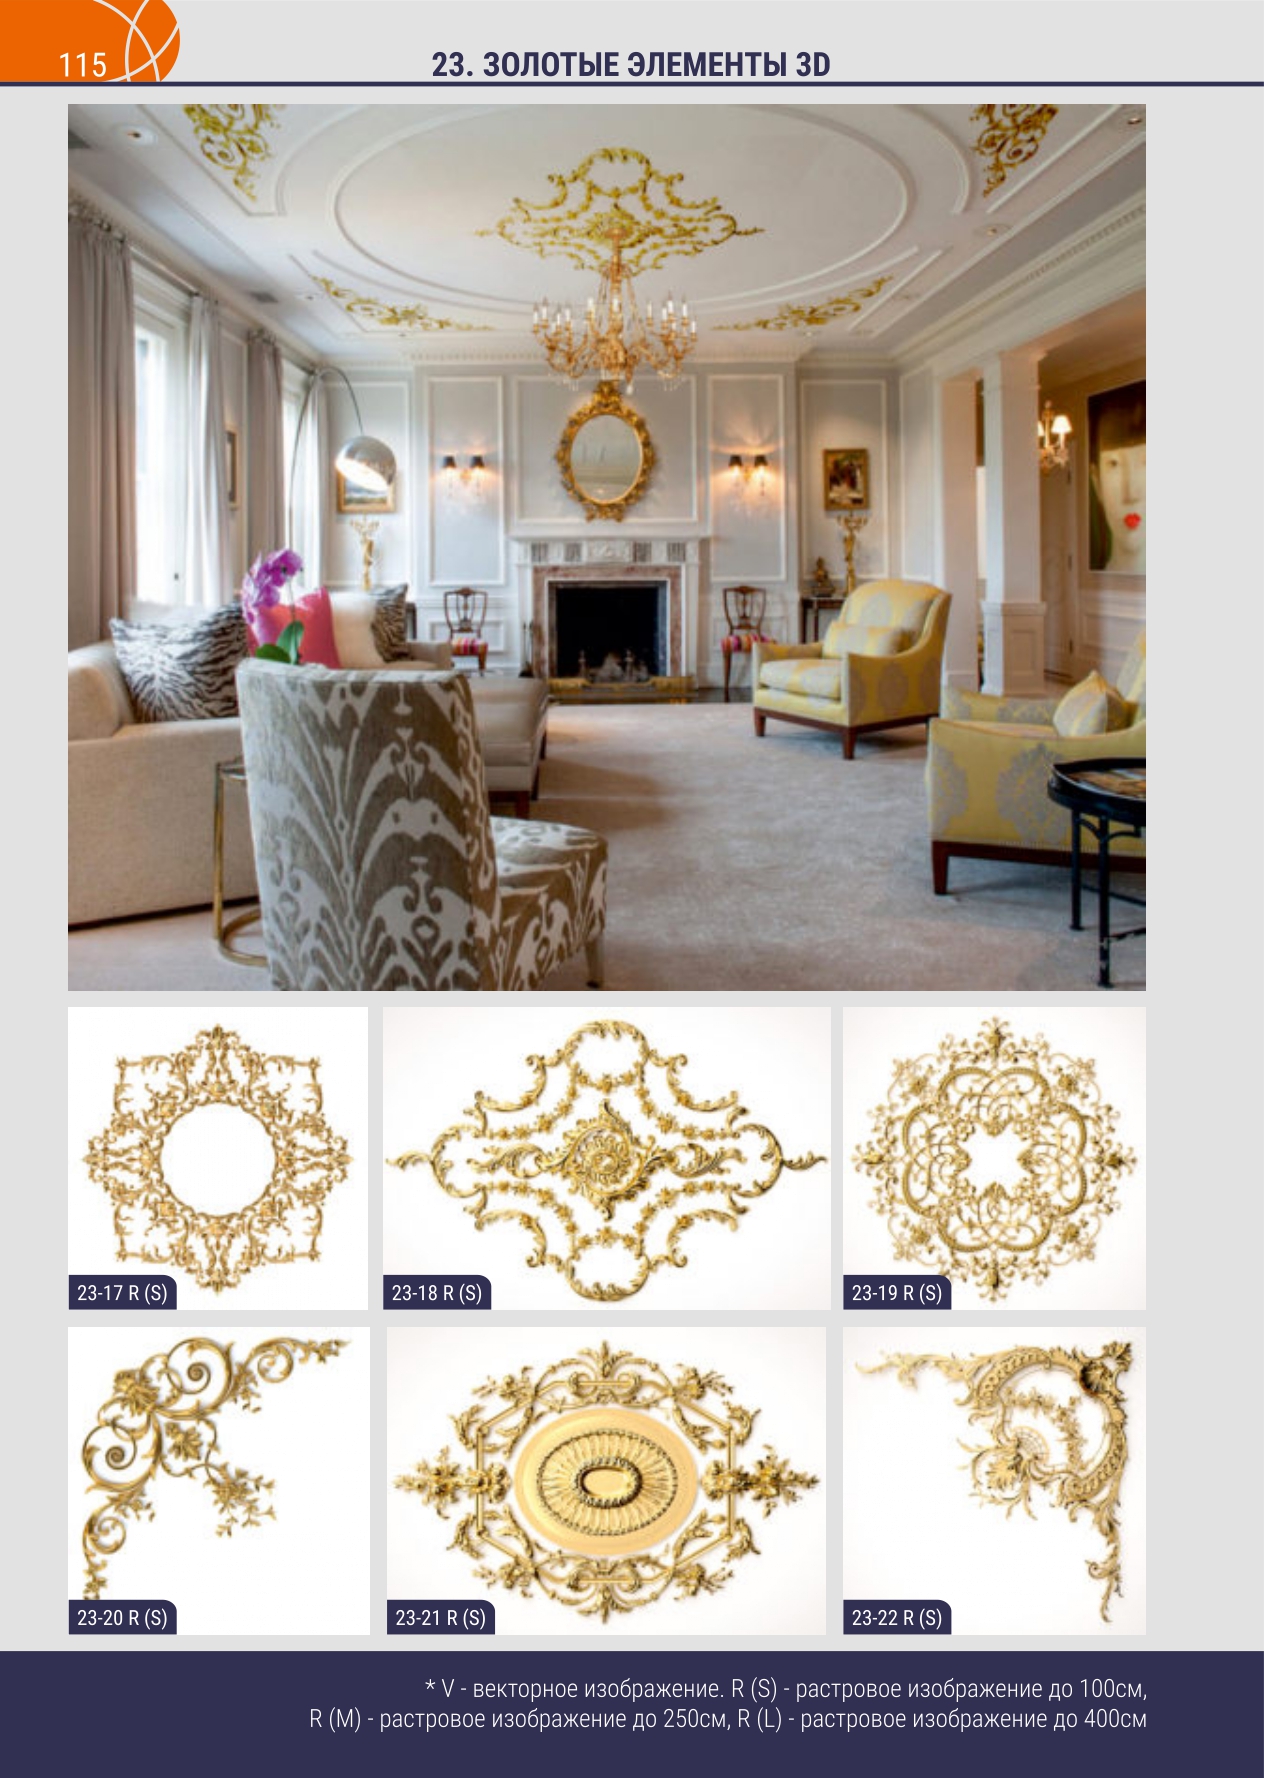 115
23. ЗОЛОТЫЕ ЭЛЕМЕНТЫ 3D
23-17 R (S)
23-18 R (S)
23-19 R (S)
23-20 R (S)
23-21 R (S)
23-22 R (S)
* V - векторное изображение. R (S) - растровое изображение до 100см,
R (M) - растровое изображение до 250см, R (L) - растровое изображение до 400см